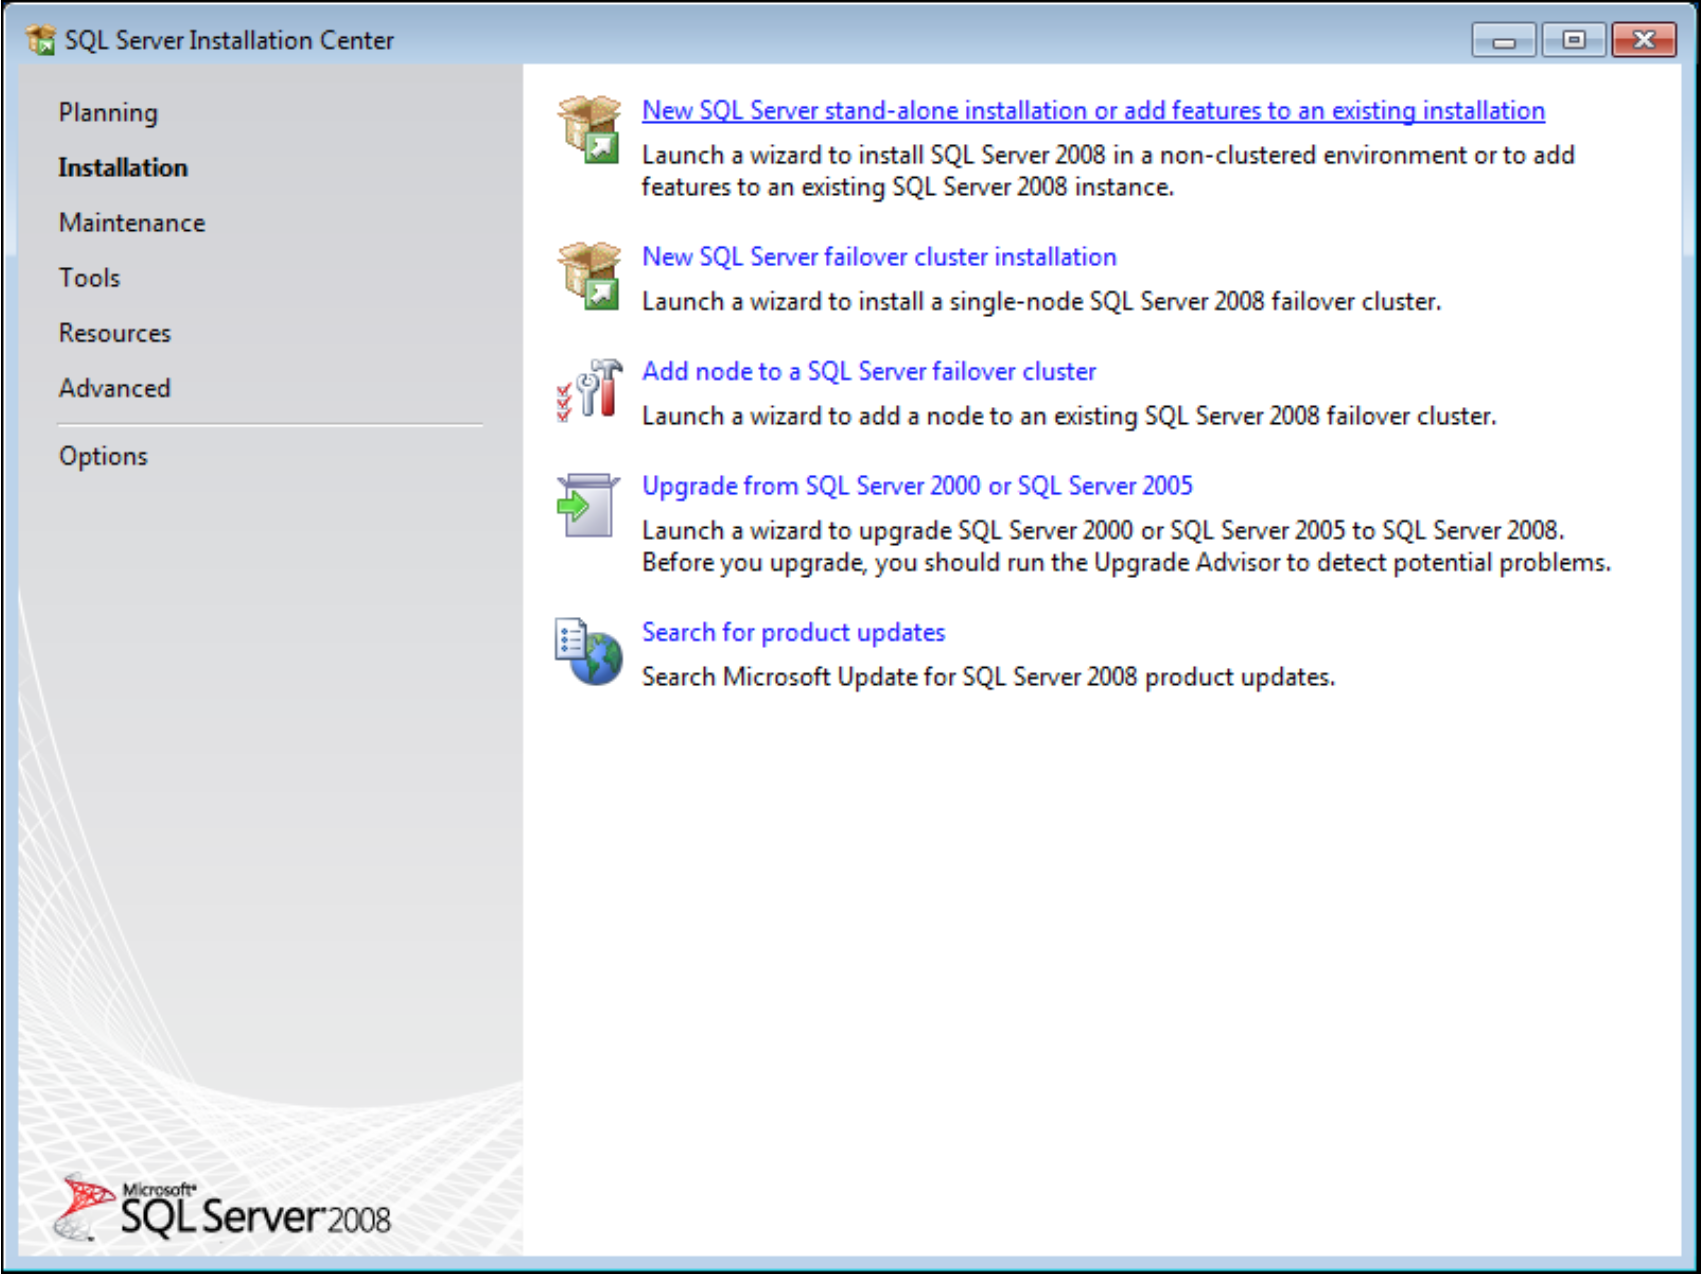 SQL Server Installation Center
Planning
Installation
Maintenance
Tools
Resources
Advanced
Options
New SQL Server stand-alone installation or add features to an existing installation
Launch a wizard to install SQL Server 2008 in a non-clustered environment or to add
features to an existing SQL Server 2008 instance.
New SQL Server failover cluster installation
Launch a wizard to install a single-node SQL Server 2008 failover cluster.
Add node to a SQL Server failover cluster
Launch a wizard to add a node to an existing SQL Server 2008 failover cluster.
Upgrade from SQL Server 2000 or SQL Server 2005
Launch a wizard to upgrade SQL Server 2000 or SQL Server 2005 to SQL Server 2008.
Before you upgrade, you should run the Upgrade Advisor to detect potential problems.
Search for product updates
Search Microsoft Update for SQL Server 2008 product updates.
Microsoft
SQL Server 2008